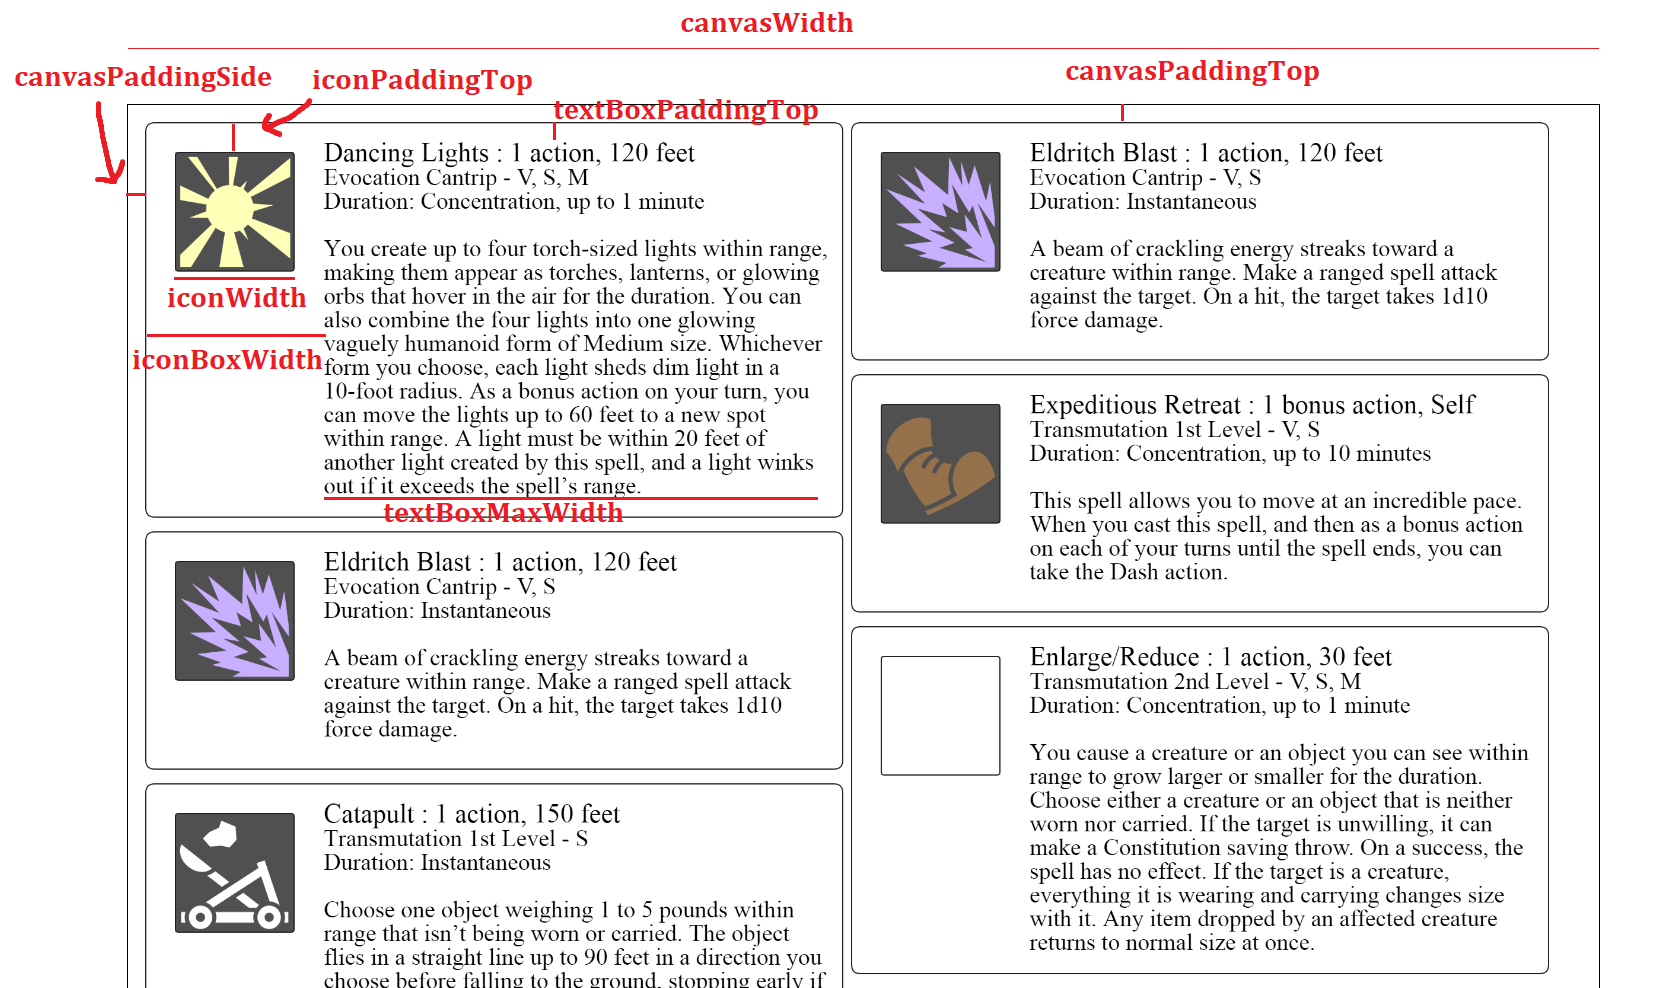 canvasWidth
canvasPaddingSide
iconPaddingTop
canvasPaddingTop
textBoxPaddingTop
Dancing Lights : 1 action, 120 feet
Evocation Cantrip - V, S, M
Duration: Concentration, up to 1 minute
You create up to four torch-sized lights within range,
making them appear as torches, lanterns, or glowing
orbs that hover in the air for the duration. You can
also combine the four lights into one glowing
vaguely humanoid form of Medium size. Whichever
form you choose, each light sheds dim light in a
10-foot radius. As a bonus action on your turn, you
can move the lights up to 60 feet to a new spot
within range. A light must be within 20 feet of
another light created by this spell, and a light winks
out if it exceeds the spell’s range.
iconWidth
iconBoxWidth
textBoxMaxWidth
Eldritch Blast : 1 action, 120 feet
Evocation Cantrip - V, S
Duration: Instantaneous
A beam of crackling energy streaks toward a
creature within range. Make a ranged spell attack
against the target. On a hit, the target takes 1d10
force damage.
Catapult : 1 action, 150 feet
Transmutation 1st Level - S
Duration: Instantaneous
Choose one object weighing 1 to 5 pounds within
range that isn’t being worn or carried. The object
flies in a straight line up to 90 feet in a direction you
choose before falling to the ground, stopping early if
Eldritch Blast : 1 action, 120 feet
Evocation Cantrip - V, S
Duration: Instantaneous
A beam of crackling energy streaks toward a
creature within range. Make a ranged spell attack
against the target. On a hit, the target takes 1d10
force damage.
Expeditious Retreat : 1 bonus action, Self
Transmutation 1st Level - V, S
Duration: Concentration, up to 10 minutes
This spell allows you to move at an incredible pace.
When you cast this spell, and then as a bonus action
on each of your turns until the spell ends, you can
take the Dash action.
Enlarge/Reduce : 1 action, 30 feet
Transmutation 2nd Level - V, S, M
Duration: Concentration, up to 1 minute
You cause a creature or an object you can see within
range to grow larger or smaller for the duration.
Choose either a creature or an object that is neither
worn nor carried. If the target is unwilling, it can
make a Constitution saving throw. On a success, the
spell has no effect. If the target is a creature,
everything it is wearing and carrying changes size
with it. Any item dropped by an affected creature
returns to normal size at once.